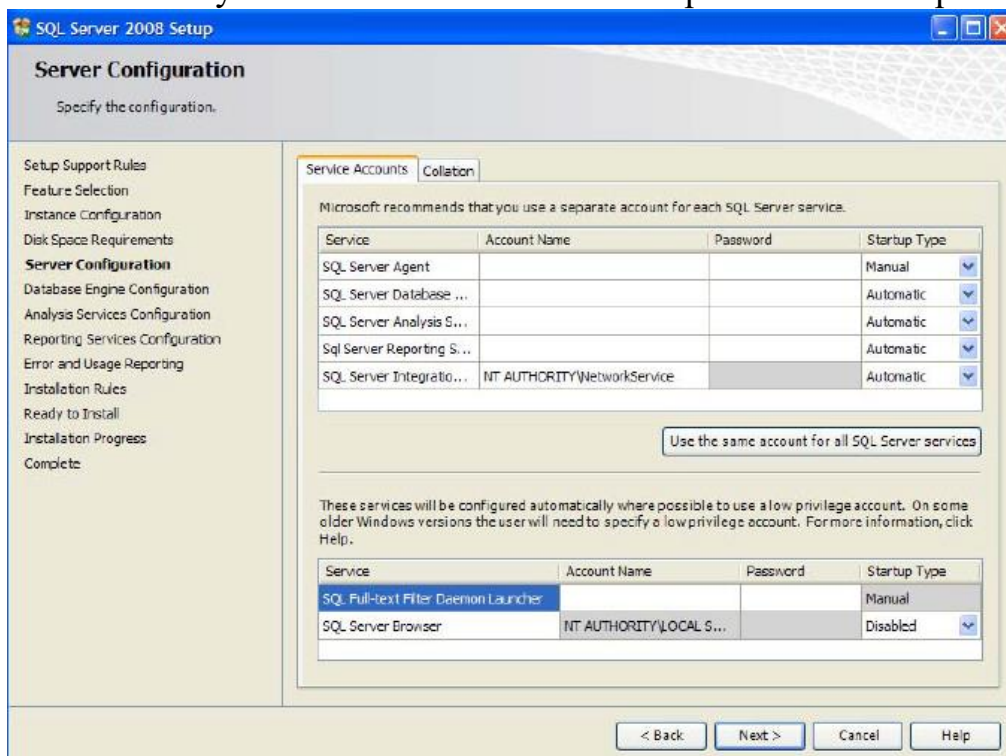 SQL Server 2008 Setup
Server Configuration
Specify the configuration.
Setup Support Rules
Feature Selection
Instance Configuration
Disk Space Requirements
Server Configuration
Database Engine Configuration
Analysis Services Configuration
Reporting Services Configuration
Error and Usage Reporting
Installation Rules
Ready to Install
Installation Progress
Complete
Service Accounts Collation
Microsoft recommends that you use a separate account for each SQL Server service.
Service Account Name Password Startup Type
SQL Server Agent Manual
SQL Server Database ... Automatic
SQL Server Analysis S... Automatic
Sql Server Reporting S... Automatic
SQL Server Integratio... NT AUTHORITY\NetworkService Automatic
Use the same account for all SQL Server services
These services will be configured automatically where possible to use a low privilege account. On some
older Windows versions the user will need to specify a low privilege account. For more information, click
Help.
Service Account Name Password Startup Type
SQL Full-text Filter Daemon Launcher Manual
SQL Server Browser NT AUTHORITY\LOCAL S... Disabled
< Back Next > Cancel Help